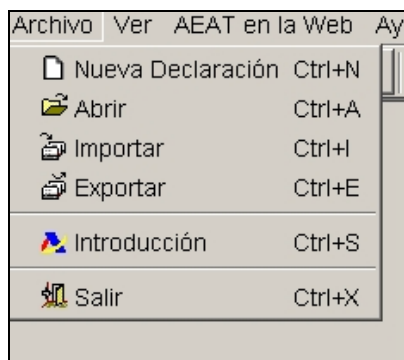 Archivo Ver AEAT en la Web Ay
Nueva Declaración Ctrl+N
Abrir Ctrl+A
Importar Ctrl+I
Exportar Ctrl+E
Introducción Ctrl+S
Salir Ctrl+X